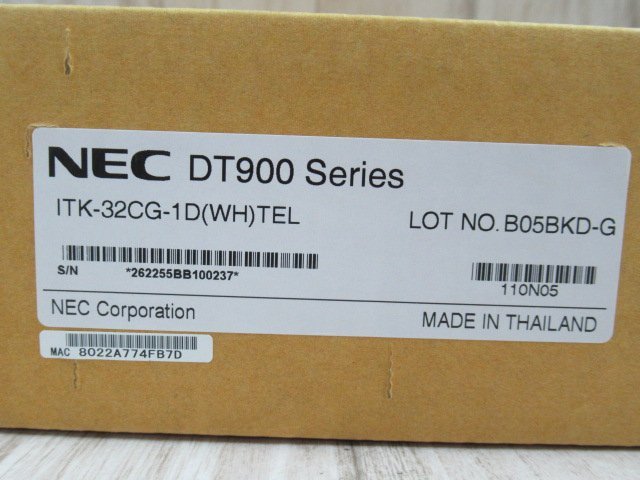 NEC DT900 Series
ITK-32CG-1D(WH)TEL
LOT NO. B05BKD-G
S/N *262255BB100237*
110N05
NEC Corporation
MADE IN THAILAND
MAC 8022A774FB7D